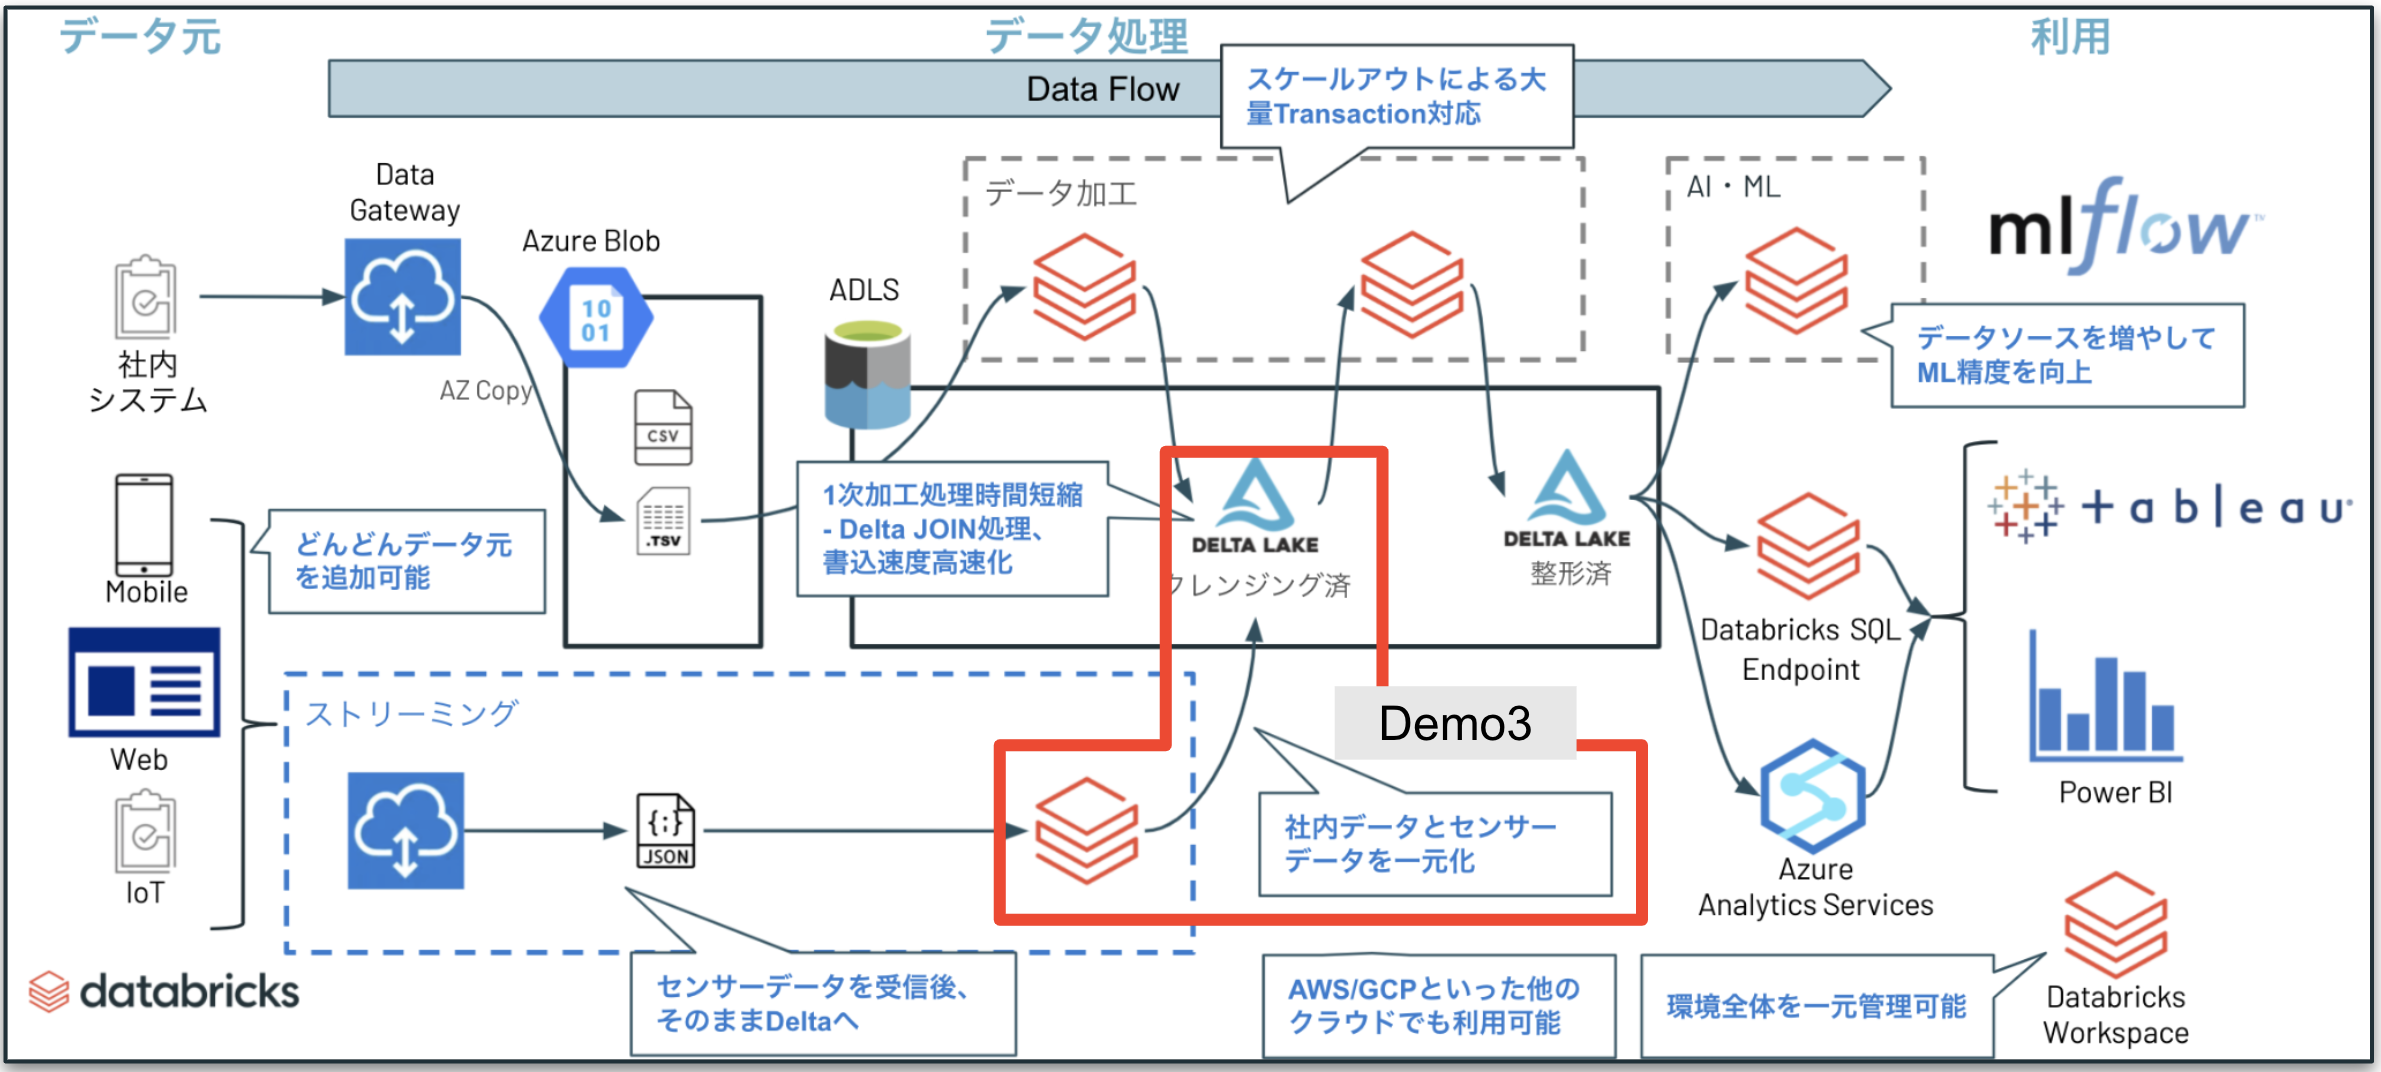 データ元
データ処理
利用
Data Flow
スケールアウトによる大
量Transaction対応
Data
Gateway
Azure Blob
10
01
ADLS
データ加工
AI・ML
mlflow
TM
社内
システム
AZ Copy
CSV
.TSV
データソースを増やして
ML精度を向上
1次加工処理時間短縮
- Delta JOIN処理、
書込速度高速化
DELTA LAKE
クレンジング済
DELTA LAKE
整形済
+ableau
Mobile
どんどんデータ元
を追加可能
Web
IoT
ストリーミング
{;}
JSON
Demo3
社内データとセンサー
データを一元化
Databricks SQL
Endpoint
Azure
Analytics Services
Power BI
センサーデータを受信後、
そのままDeltaへ
AWS/GCPといった他の
クラウドでも利用可能
環境全体を一元管理可能
Databricks
Workspace
databricks